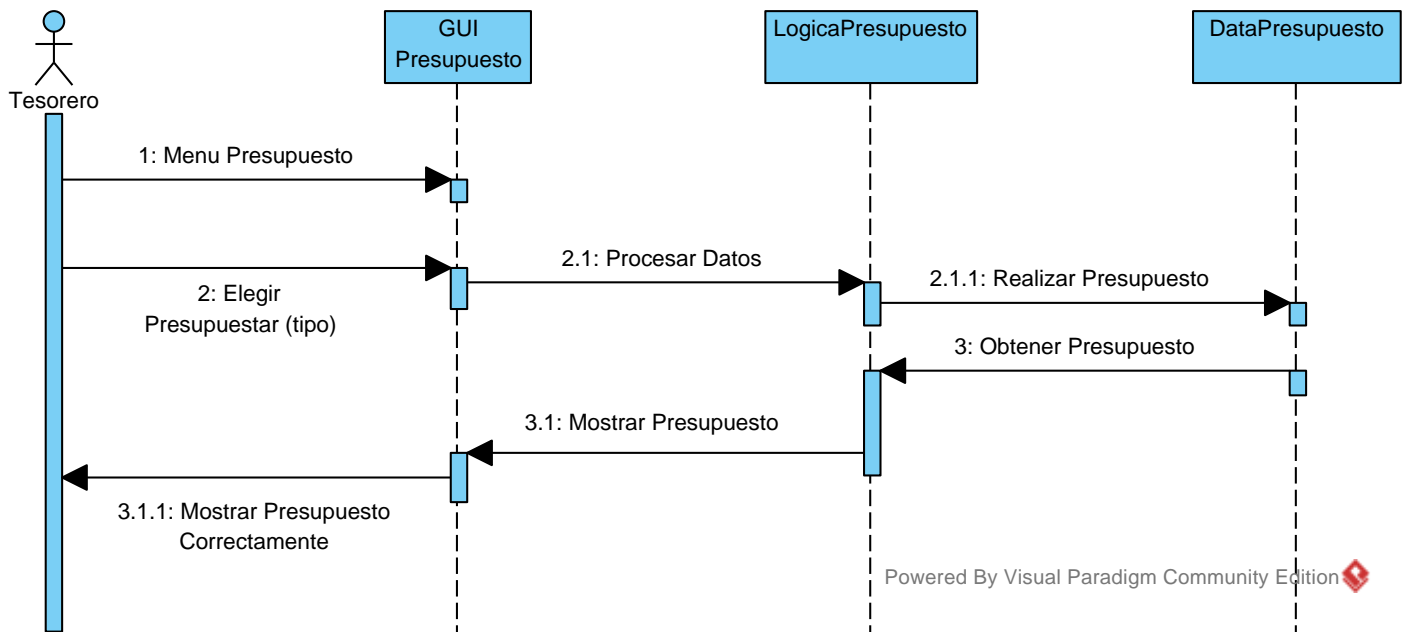 Tesorero
GUI
Presupuesto
LogicaPresupuesto
DataPresupuesto
1: Menu Presupuesto
2: Elegir
Presupuestar (tipo)
2.1: Procesar Datos
2.1.1: Realizar Presupuesto
3: Obtener Presupuesto
3.1: Mostrar Presupuesto
3.1.1: Mostrar Presupuesto
Correctamente
Powered By Visual Paradigm Community Edition